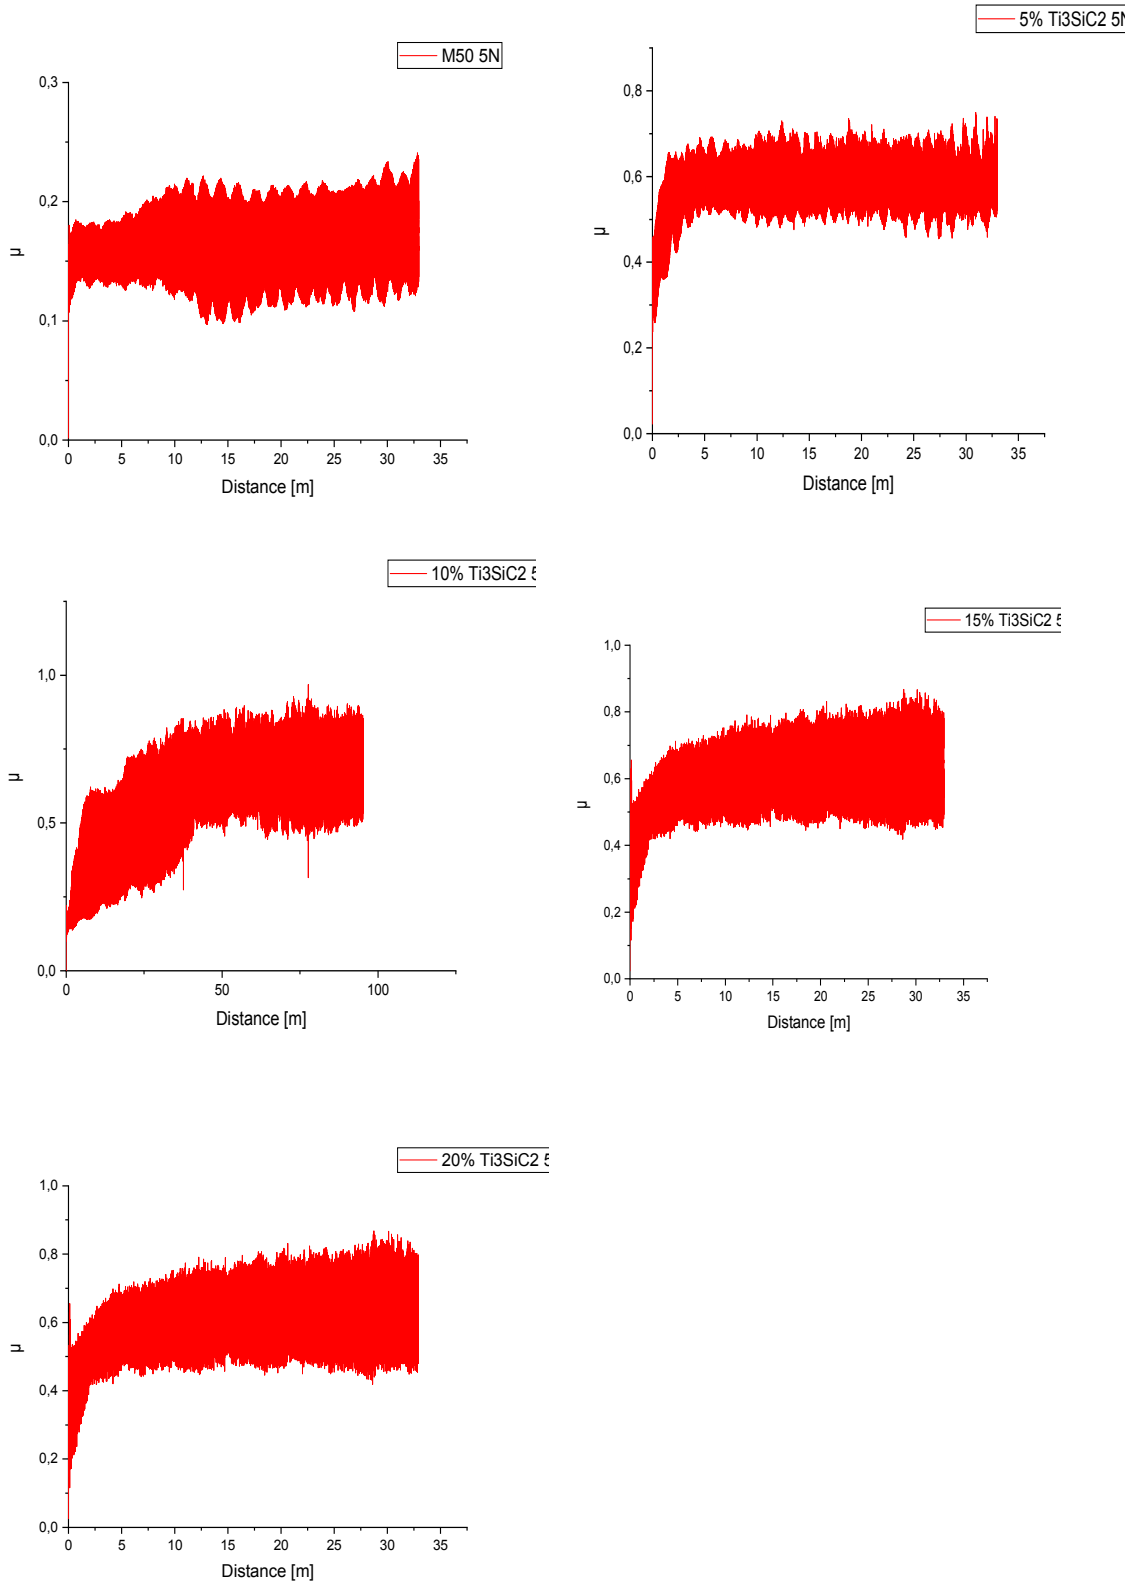 M50 5N
0,3
0,2
0,1
0,0
μ
0 5 10 15 20 25 30 35
Distance [m]
5% Ti3SiC2 5N
0,8
0,6
0,4
0,2
0,0
μ
0 5 10 15 20 25 30 35
Distance [m]
10% Ti3SiC2 5
1,0
0,5
0,0
μ
0 50 100
Distance [m]
15% Ti3SiC2 5
1,0
0,8
0,6
0,4
0,2
0,0
μ
0 5 10 15 20 25 30 35
Distance [m]
20% Ti3SiC2 5
1,0
0,8
0,6
0,4
0,2
0,0
μ
0 5 10 15 20 25 30 35
Distance [m]